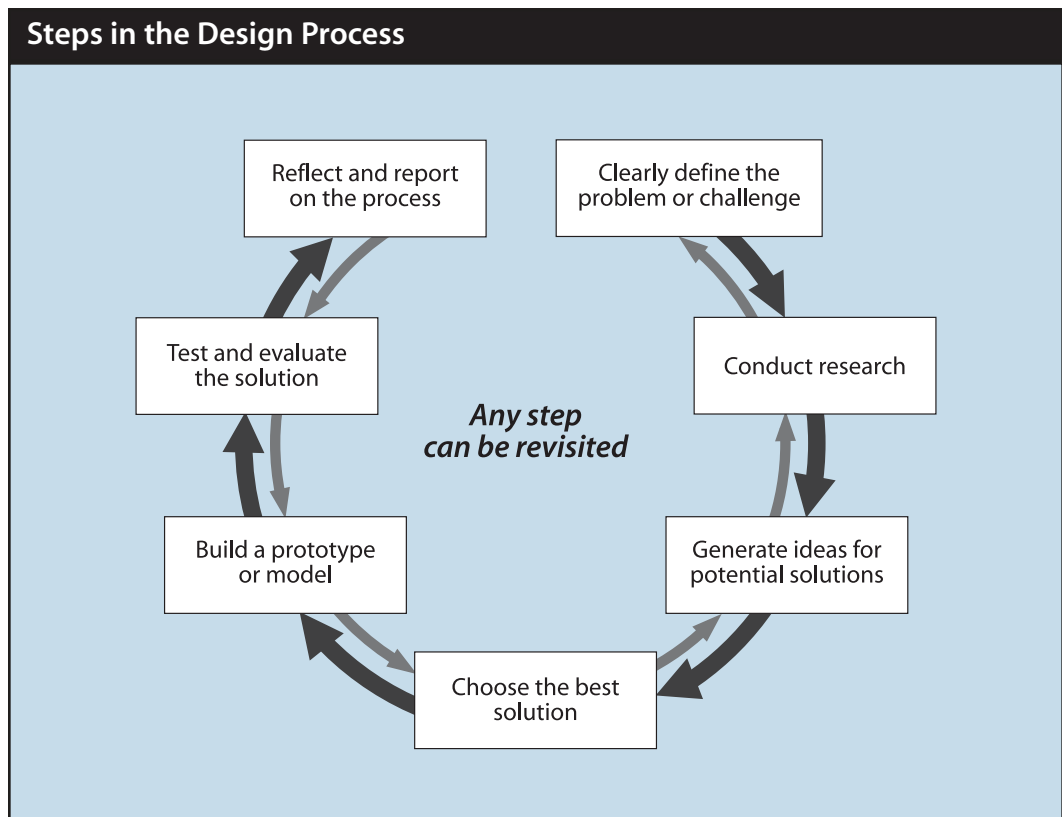 Steps in the Design Process
Clearly define the
problem or challenge
Conduct research
Generate ideas for
potential solutions
Choose the best
solution
Build a prototype
or model
Test and evaluate
the solution
Reflect and report
on the process
Any step
can be revisited